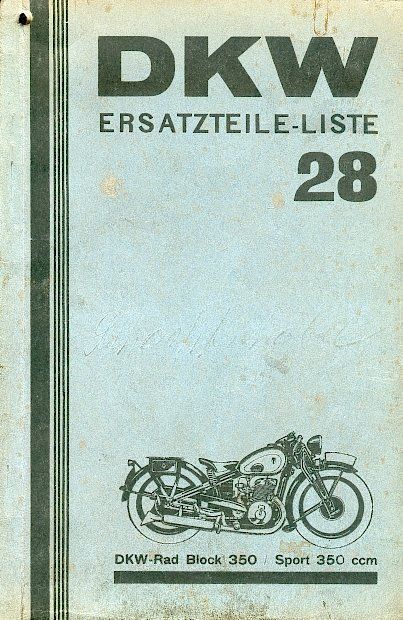 DKW
ERSATZTEILE-LISTE
28
DKW-Rad Block 350 / Sport 350 ccm